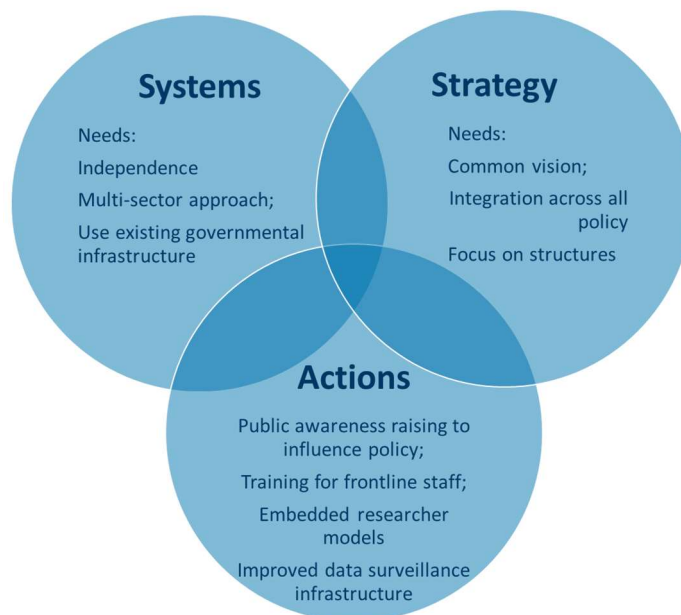 Systems
Needs:
Independence
Multi-sector approach;
Use existing governmental
infrastructure
Strategy
Needs:
Common vision;
Integration across all
policy
Focus on structures
Actions
Public awareness raising to
influence policy;
Training for frontline staff;
Embedded researcher
models
Improved data surveillance
infrastructure